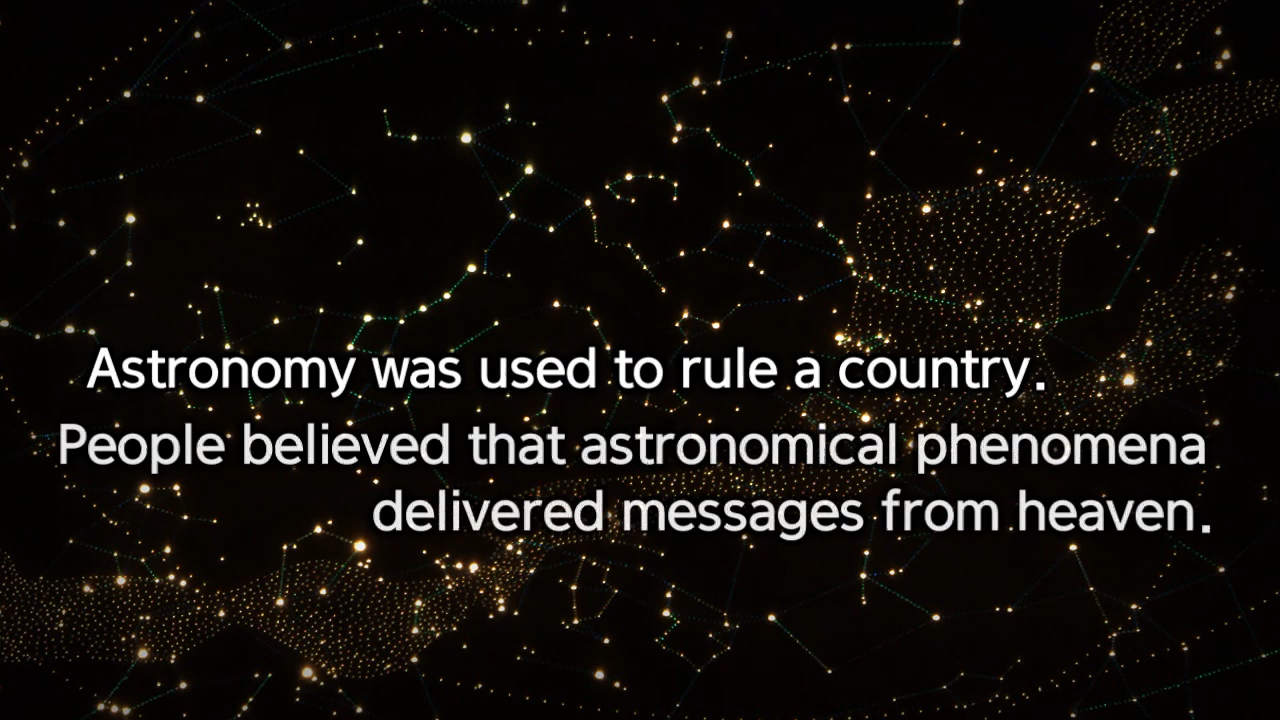 Astronomy was used to rule a country.
People believed that astronomical phenomena
delivered messages from heaven.